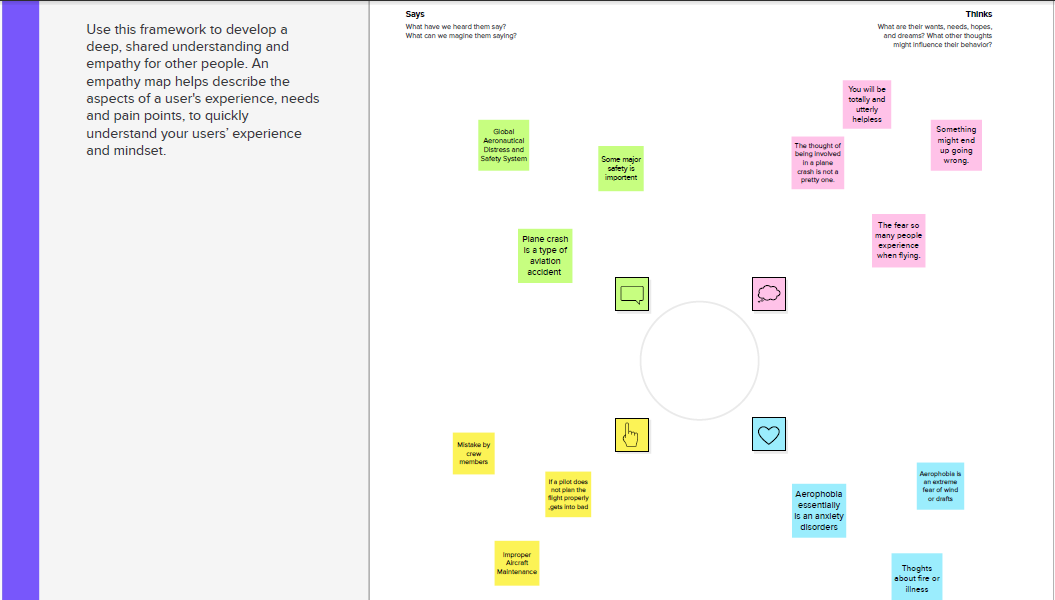 Use this framework to develop a
deep, shared understanding and
empathy for other people. An
empathy map helps describe the
aspects of a user's experience, needs
and pain points, to quickly
understand your users' experience
and mindset.
Says
What have we heard them say?
What can we magine them saying?
Thinks
What are their wants, needs, hopes,
and dreams? What other thoughts
might influence their behavior?
Global
Aeronautical
Distress and
Safety System
Some major
safety is
importent
Plane crash
is a type of
aviation
accident
You will be
totally and
utterly
helpless
The thought of
being involved
in a plane
crash is not a
pretty one.
Something
might end
up going
wrong.
The fear so
many people
experience
when flying.
Mistake by
crew
members
If a pilot does
not plan the
flight properly
,gets into bad
Improper
Aircraft
Maintenance
Aerophobia
essentially
is an anxiety
disorders
Aerophobia is
an extreme
fear of wind
or drafts
Thoghts
about fire or
illness